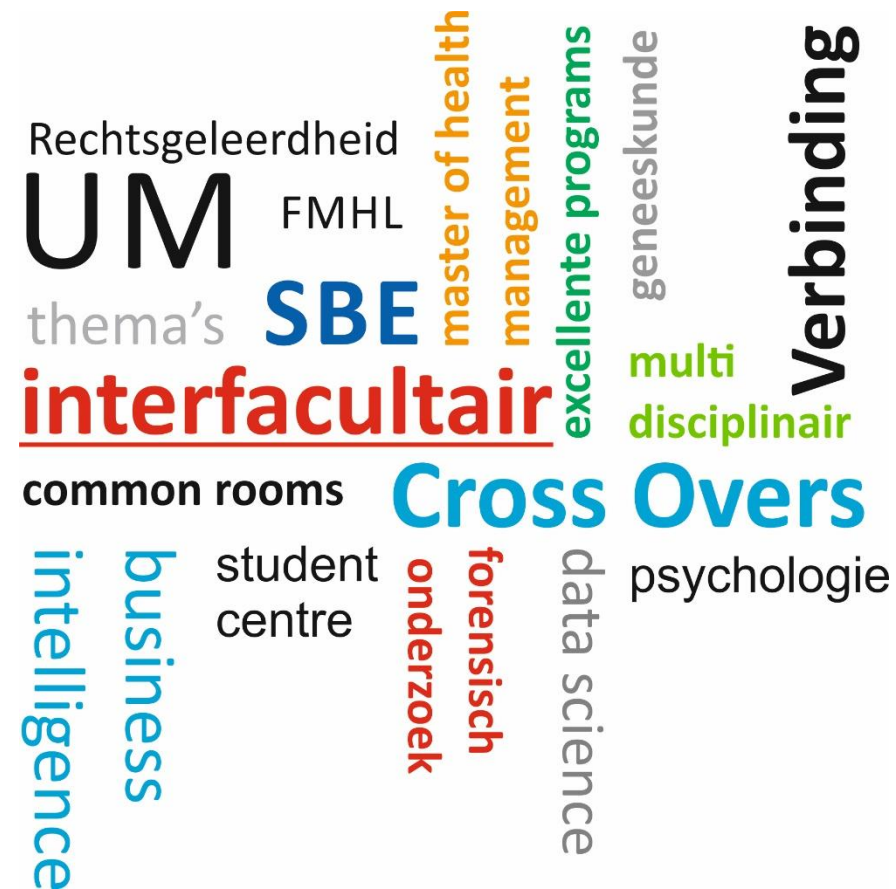 Rechtsgeleerdheid
UM
FMHL
thema's
SBE
master of health
management
excellente programs
geneeskunde
Verbinding
interfacultair
multi
disciplinair
common rooms
Cross Overs
intelligence
business
student
centre
onderzoek
forensisch
data science
psychologie